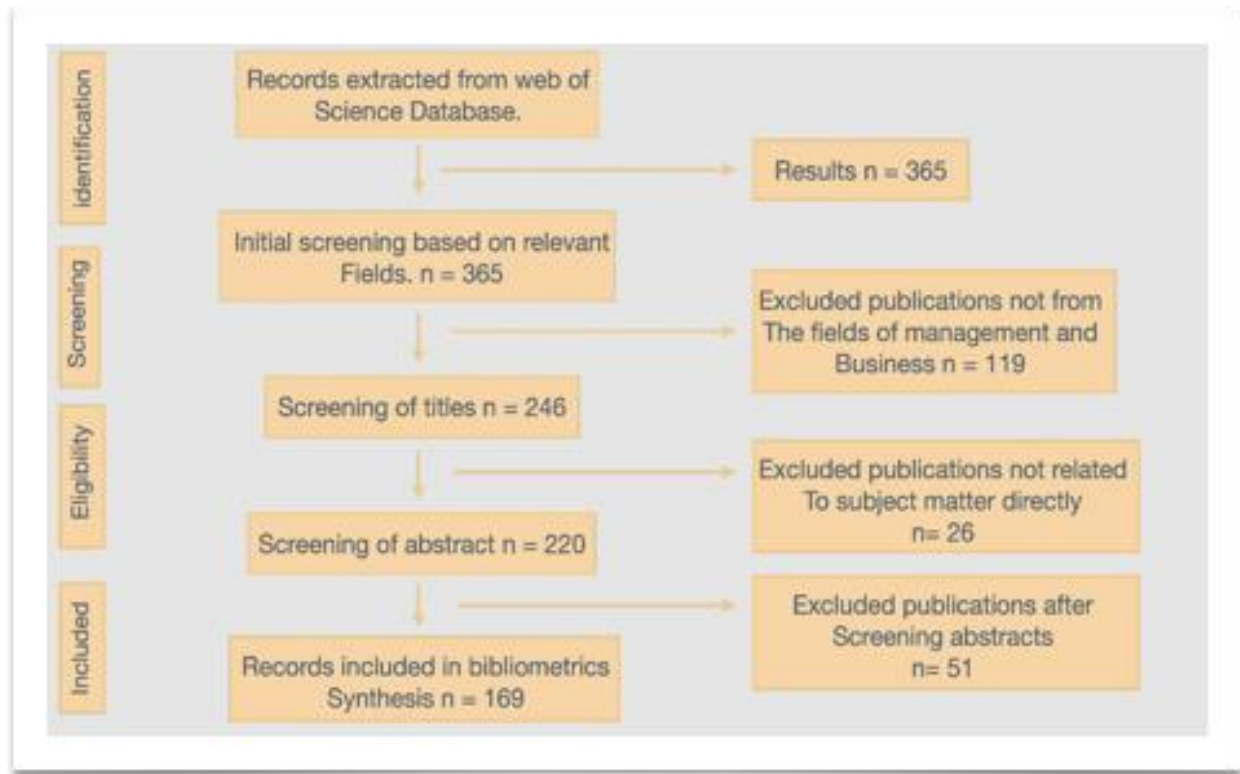 identification
Records extracted from web of
Science Database.
Results n = 365
Screening
Initial screening based on relevant
Fields. n = 365
Excluded publications not from
The fields of management and
Business n = 119
Eligibility
Screening of titles n = 246
Excluded publications not related
To subject matter directly
n= 26
Screening of abstract n = 220
Included
Excluded publications after
Screening abstracts
n= 51
Records included in bibliometrics
Synthesis n = 169